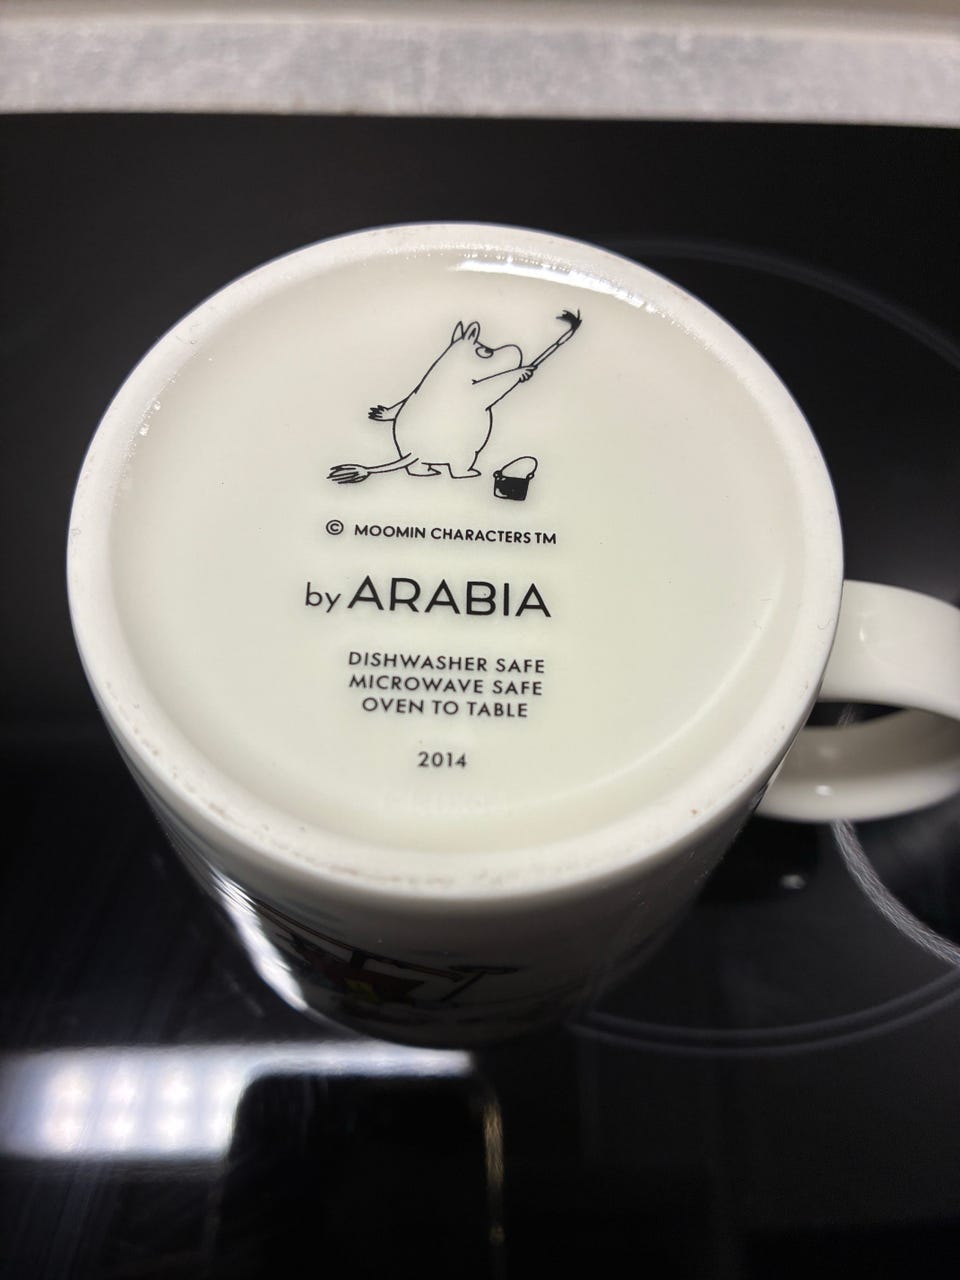 © MOOMIN CHARACTERS TM
by ARABIA
DISHWASHER SAFE
MICROWAVE SAFE
OVEN TO TABLE
2014